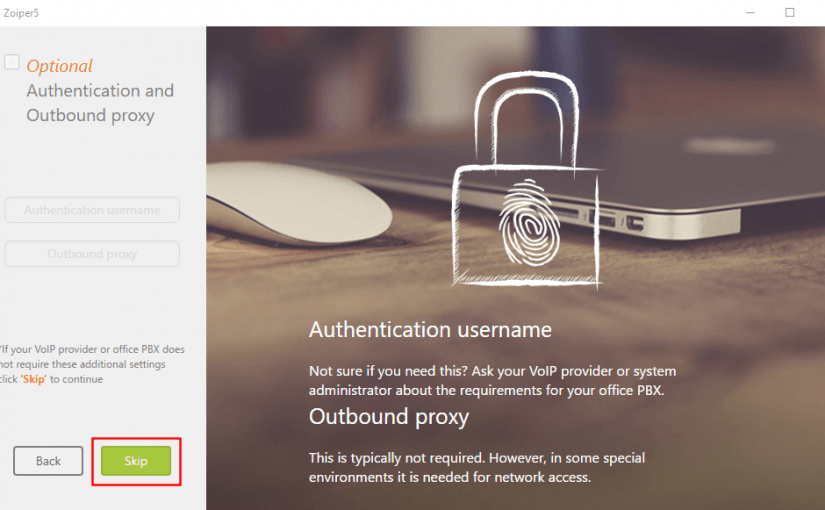 Zoiper5
Optional
Authentication and
Outbound proxy
Authentication username
Outbound proxy
*If your VoIP provider or office PBX does
not require these additional settings
click 'Skip' to continue
Back
Skip
Authentication username
Not sure if you need this? Ask your VoIP provider or system
administrator about the requirements for your office PBX.
Outbound proxy
This is typically not required. However, in some special
environments it is needed for network access.